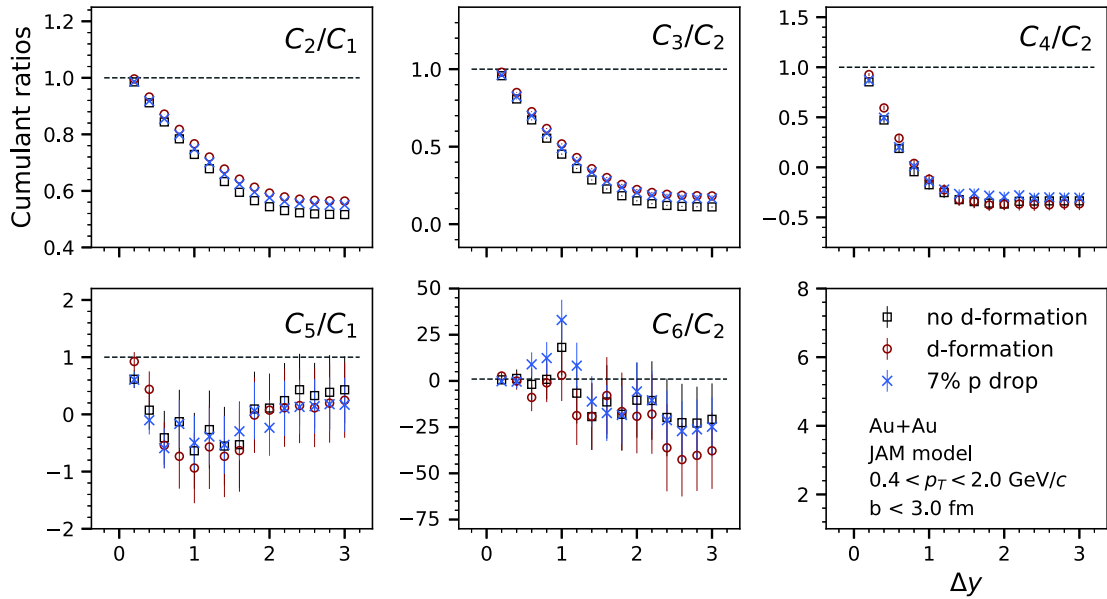 Cumulant ratios
C2/C1
1.2
1.0
0.8
0.6
0.4
C3/C2
1.0
0.5
0.0
C4/C2
1.0
0.5
0.0
−0.5
C5/C1
2
1
0
−1
−2
0 1 2 3
C6/C2
50
25
0
−25
−50
−75
0 1 2 3
8
6
4
2
no d-formation
d-formation
7% p drop
Au+Au
JAM model
0.4 < pT < 2.0 GeV/c
b < 3.0 fm
0 1 2 3
Δy